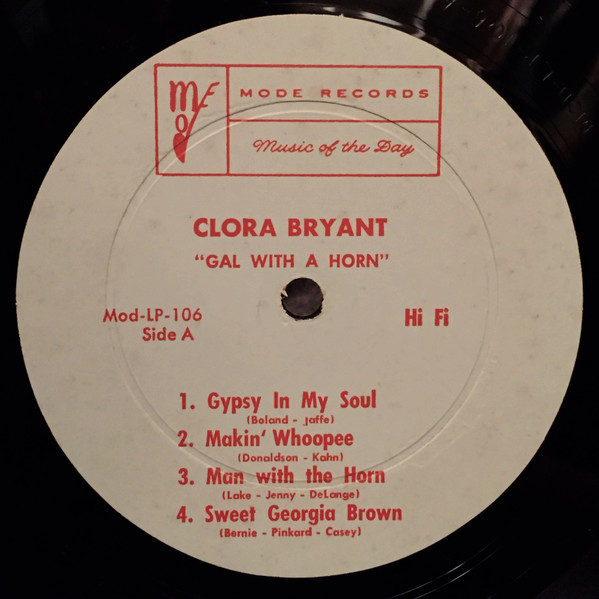 MODE
MODE RECORDS
Music of the Day
CLORA BRYANT
"GAL WITH A HORN"
Mod-LP-106
Side A
Hi Fi
1. Gypsy In My Soul
(Boland - Jaffe)
2. Makin' Whoopee
(Donaldson - Kahn)
3. Man with the Horn
(Lake - Jenny - DeLange)
4. Sweet Georgia Brown
(Bernie - Pinkard - Casey)